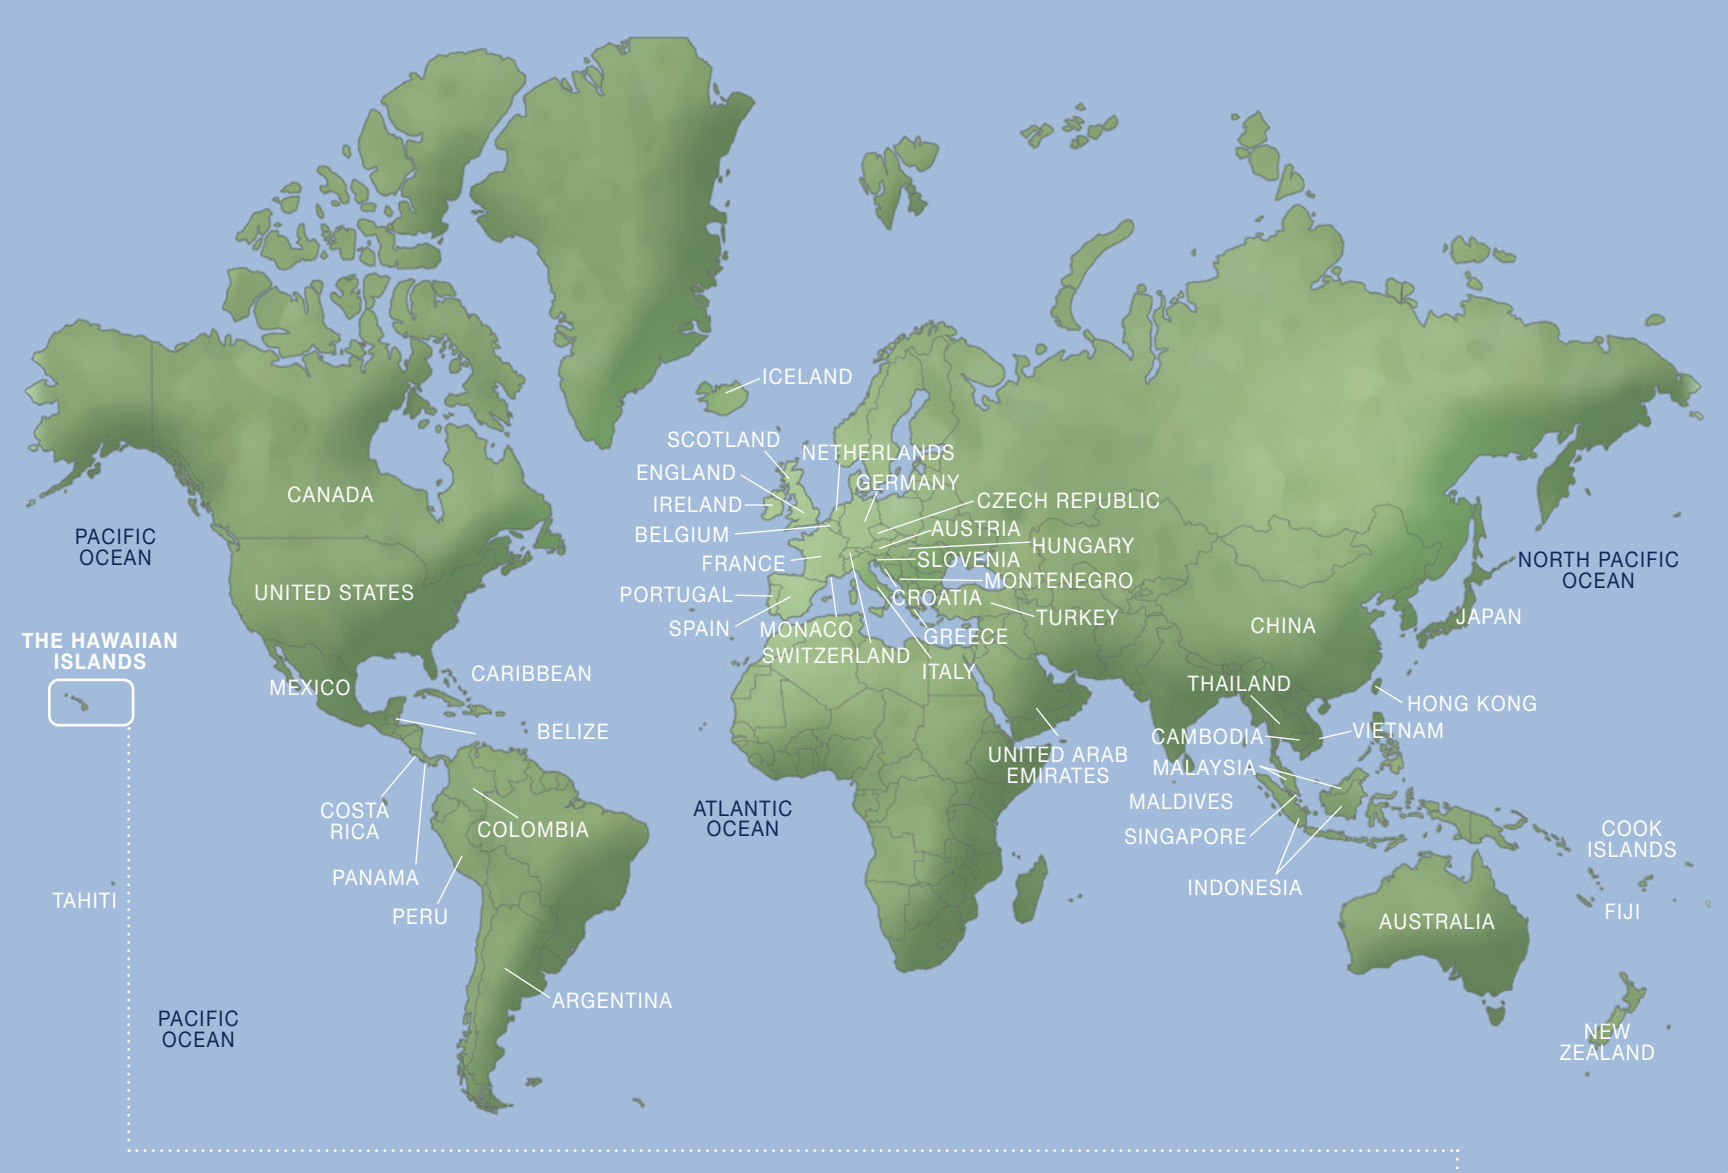 ICELAND
SCOTLAND
NETHERLANDS
ENGLAND
GERMANY
CANADA
IRELAND
CZECH REPUBLIC
BELGIUM
AUSTRIA
PACIFIC
OCEAN
HUNGARY
FRANCE
SLOVENIA
NORTH PACIFIC
OCEAN
MONTENEGRO
UNITED STATES
PORTUGAL
CROATIA
TURKEY
JAPAN
CHINA
SPAIN
MONACO
GREECE
THE HAWAIIAN
ISLANDS
SWITZERLAND
ITALY
CARIBBEAN
MEXICO
THAILAND
HONG KONG
BELIZE
CAMBODIA
VIETNAM
UNITED ARAB
EMIRATES
MALAYSIA
MALDIVES
COSTA
RICA
ATLANTIC
OCEAN
COLOMBIA
SINGAPORE
COOK
ISLANDS
PANAMA
INDONESIA
TAHITI
PERU
FIJI
AUSTRALIA
ARGENTINA
PACIFIC
OCEAN
NEW
ZEALAND